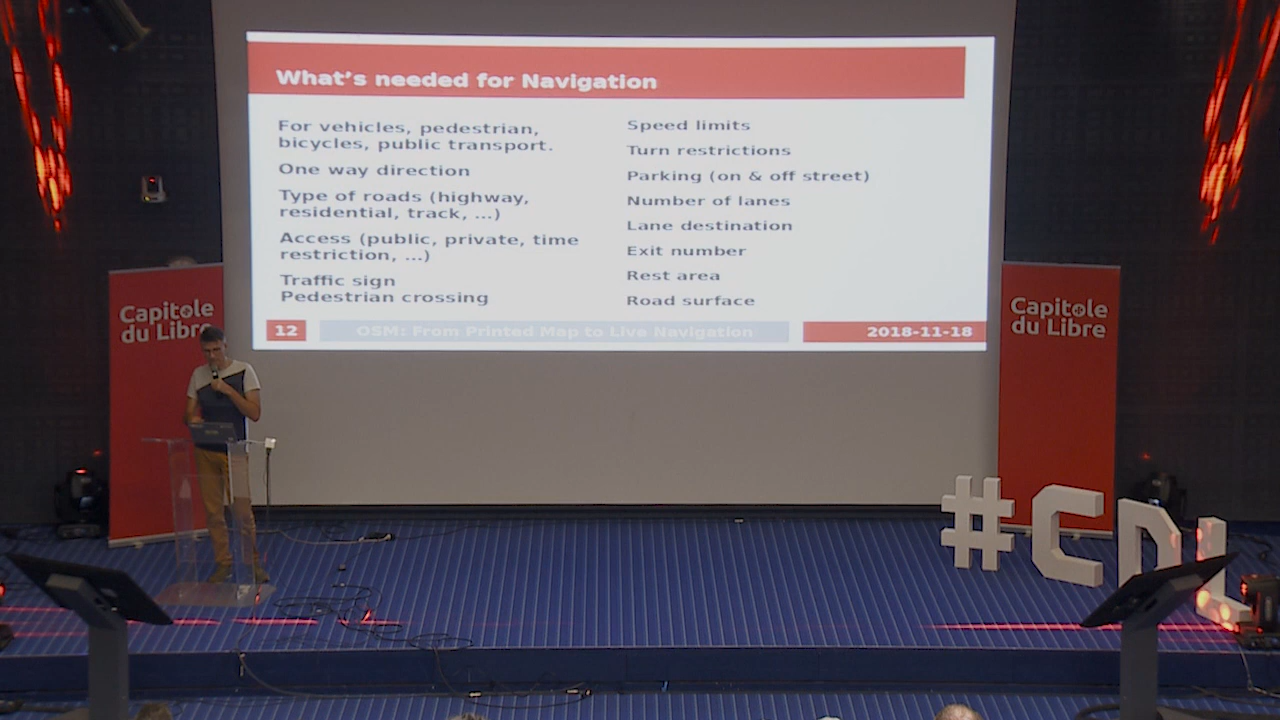 What's needed for Navigation
For vehicles, pedestrian,
bicycles, public transport.
One way direction
Type of roads (highway,
residential, track, ...)
Access (public, private, time
restriction, ...)
Traffic sign
Pedestrian crossing
Speed limits
Turn restrictions
Parking (on & off street)
Number of lanes
Lane destination
Exit number
Rest area
Road surface
12
OSM: From Printed Map to Live Navigation
2018-11-18
Capitole
du Libre
Capitole
du Libre
#CDL